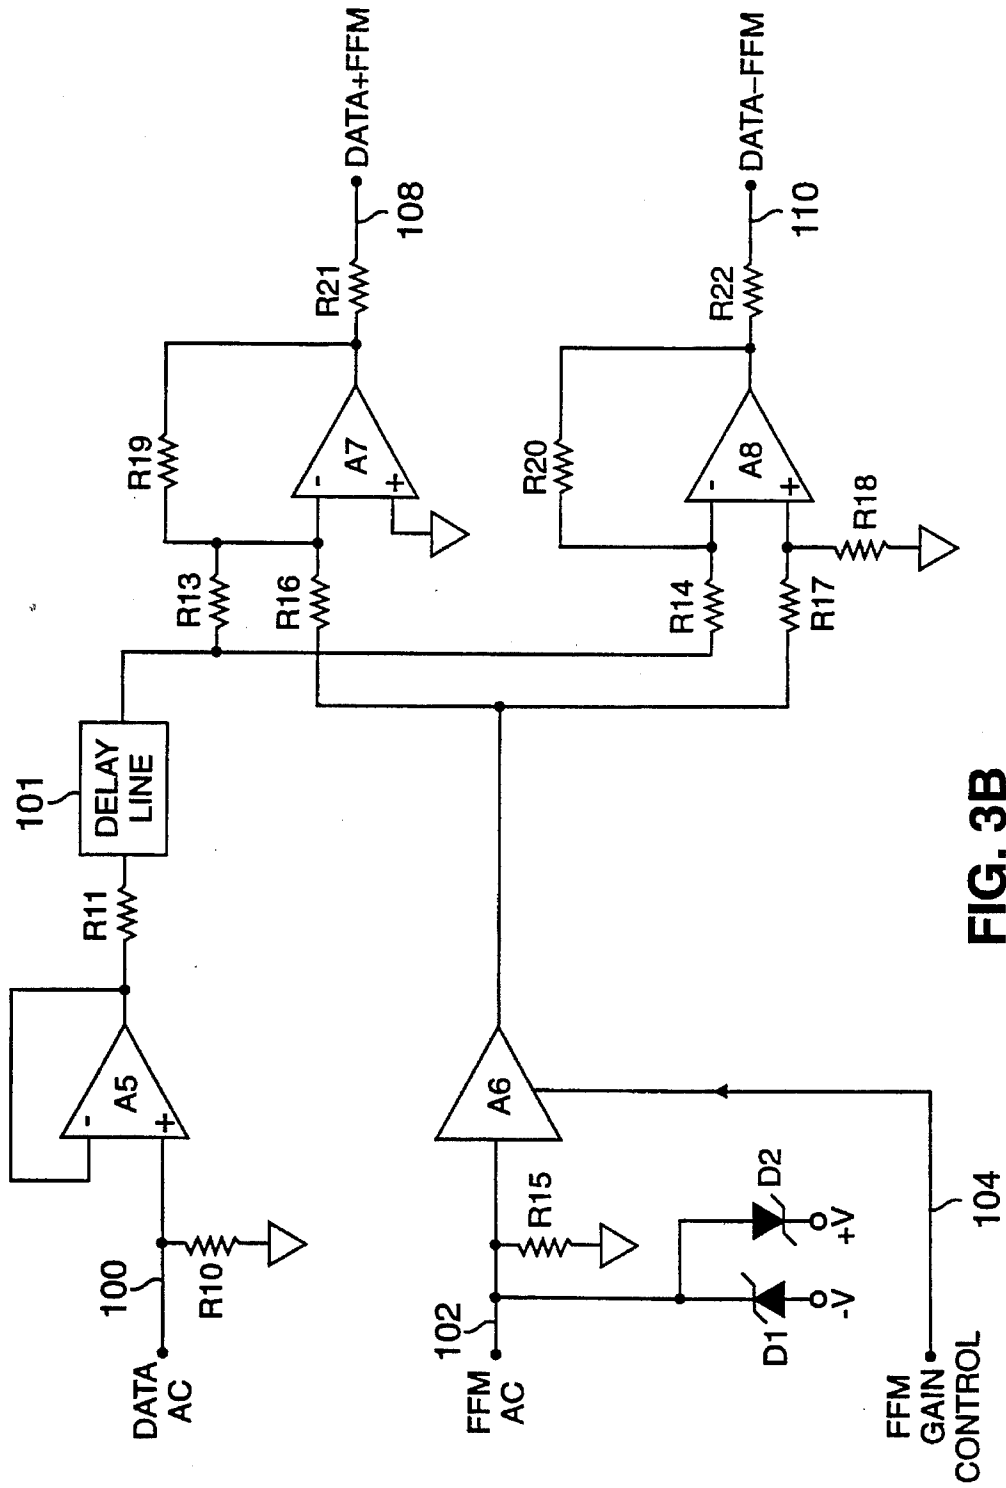 DATA
AC
100
R10
-
+
A5
R11
101
DELAY
LINE
R13
R16
R19
-
+
A7
R21
108
DATA+FFM
FFM
AC
102
R15
D1
D2
-V
+V
A6
FFM
GAIN
CONTROL
104
R14
R17
R20
-
+
A8
R18
R22
110
DATA-FFM
FIG. 3B